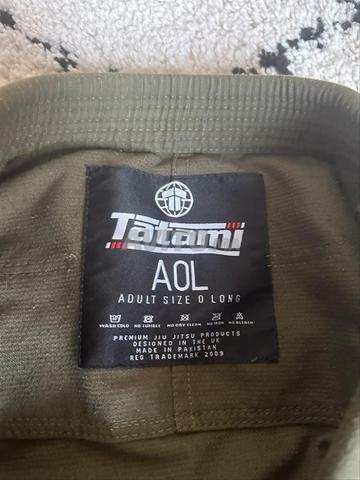 Tatami
A0L
ADULT SIZE 0 LONG
WASH COLD NO TUMBLE NO DRY CLEAN NO IRON NO BLEACH
PREMIUM JIU JITSU PRODUCTS
DESIGNED IN THE UK
MADE IN PAKISTAN
REG TRADEMARK 2009